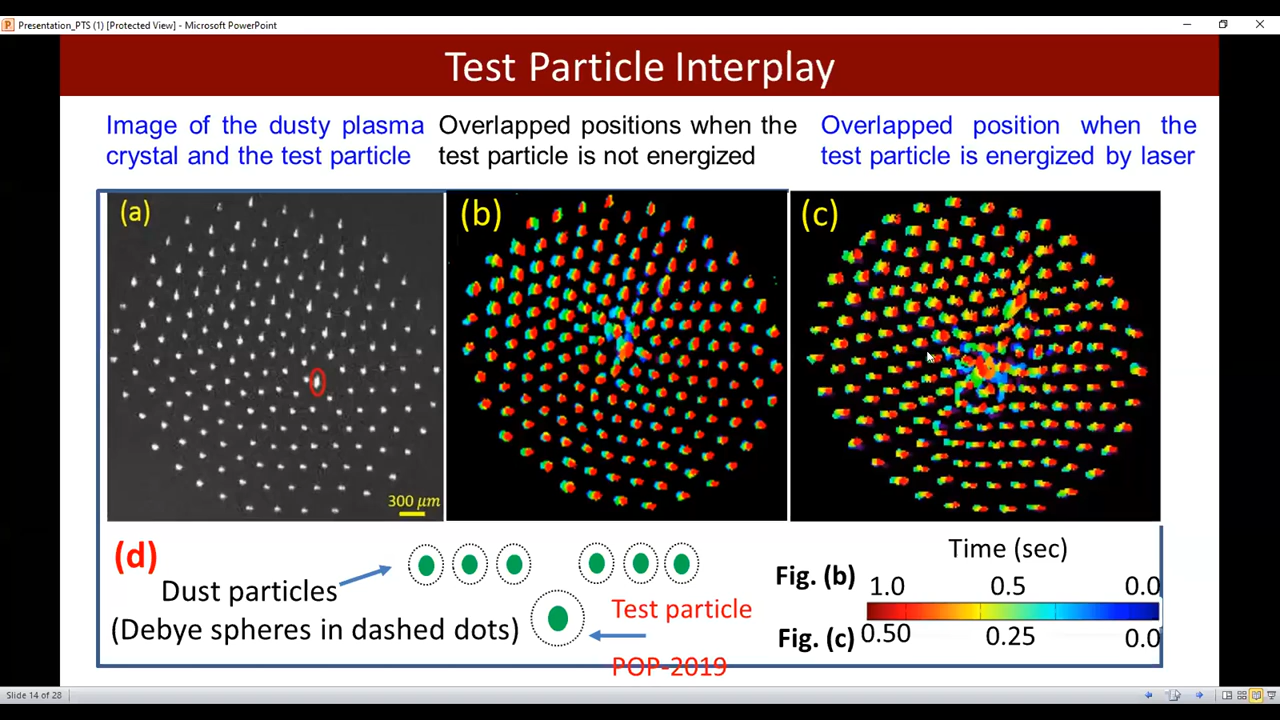 Presentation_PTS (1) [Protected View] - Microsoft PowerPoint
Test Particle Interplay
Image of the dusty plasma
crystal and the test particle
Overlapped positions when the
test particle is not energized
Overlapped position when the
test particle is energized by laser
(a)
(b)
(c)
300 μm
(d)
Dust particles
(Debye spheres in dashed dots)
Test particle
POP-2019
Time (sec)
Fig. (b)
1.0 0.5 0.0
Fig. (c)
0.50 0.25 0.0
Slide 14 of 28